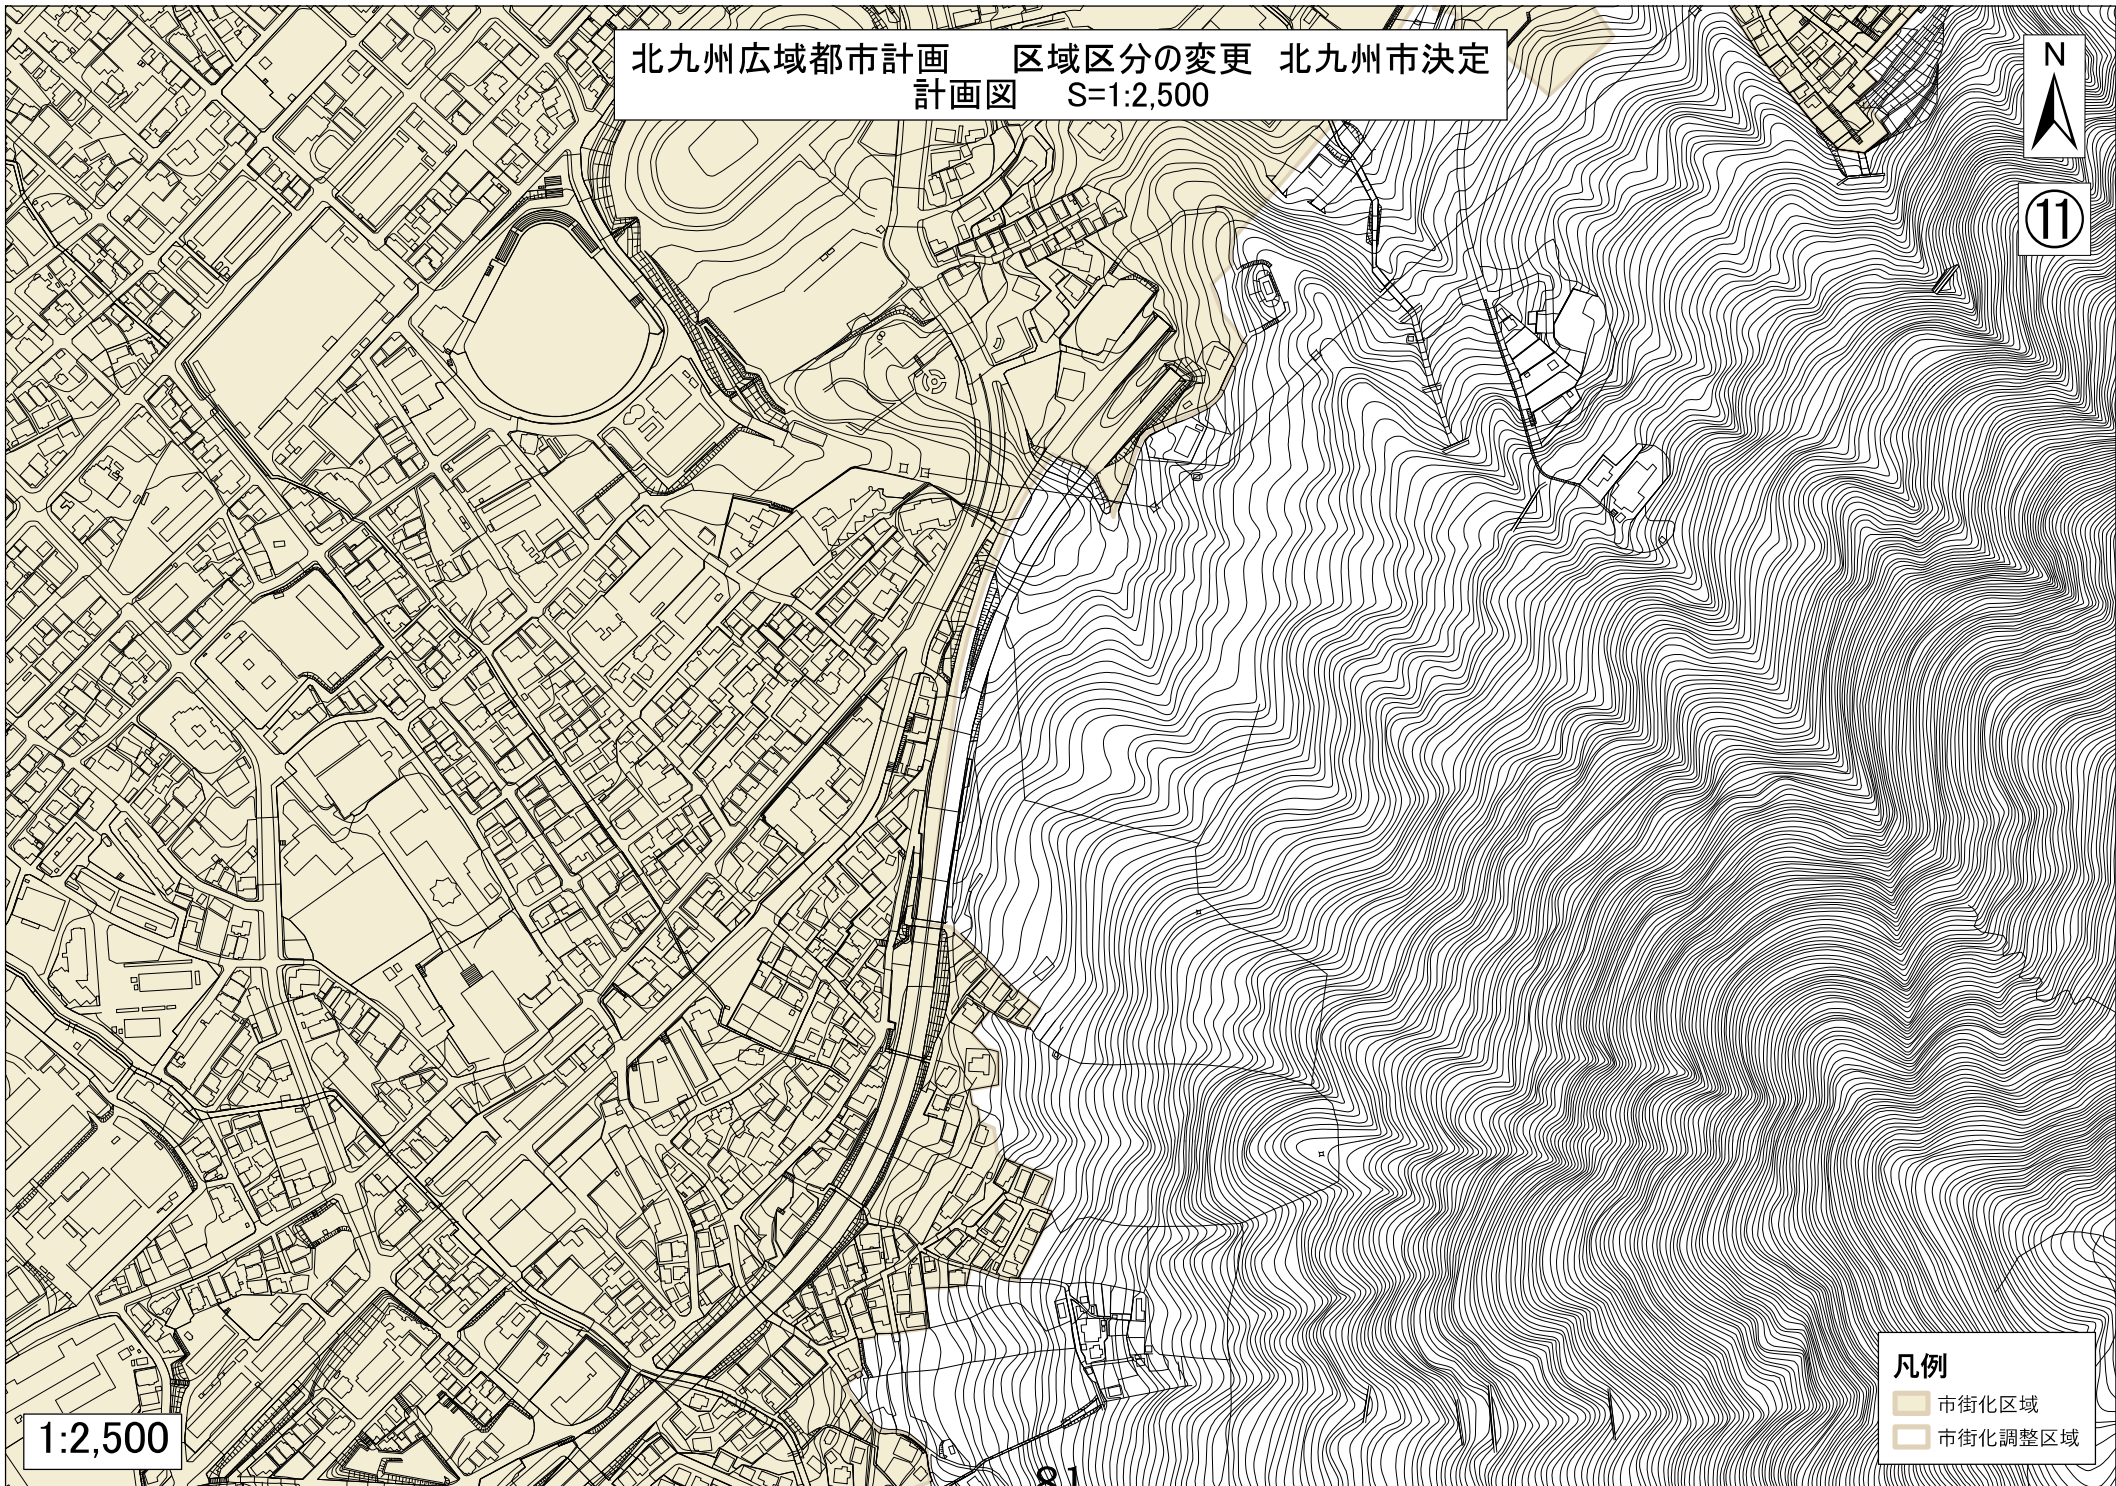 北九州広域都市計画　区域区分の変更　北九州市決定
計画図　S=1:2,500
N
⑪
凡例
市街化区域
市街化調整区域
1:2,500
81